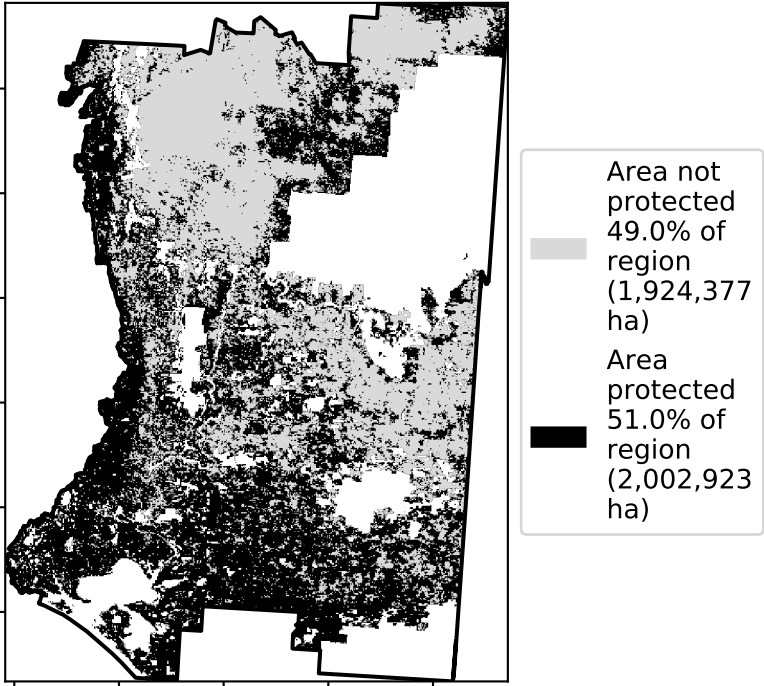 Area not
protected
49.0% of
region
(1,924,377
ha)
Area
protected
51.0% of
region
(2,002,923
ha)